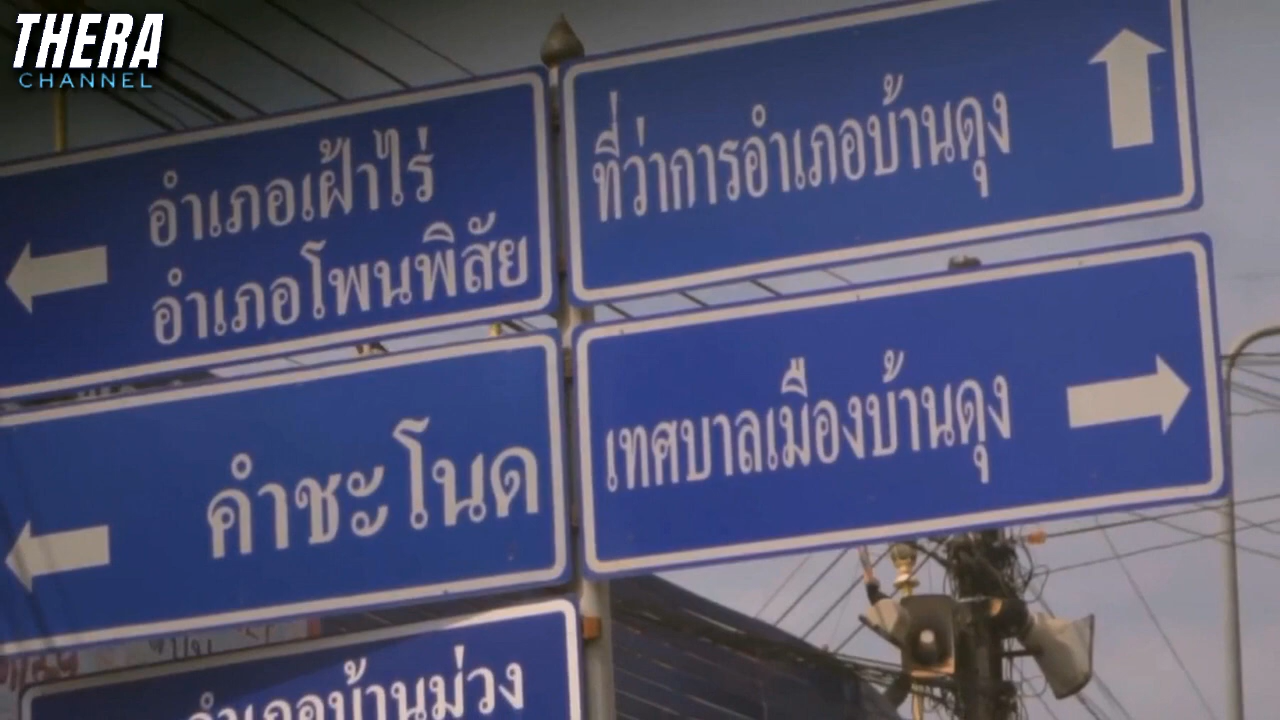 THERA
CHANNEL
อำเภอเฝ้าไร่
อำเภอโพนพิสัย
ที่ว่าการอำเภอบ้านดุง
คำชะโนด
เทศบาลเมืองบ้านดุง
อำเภอบ้านม่วง